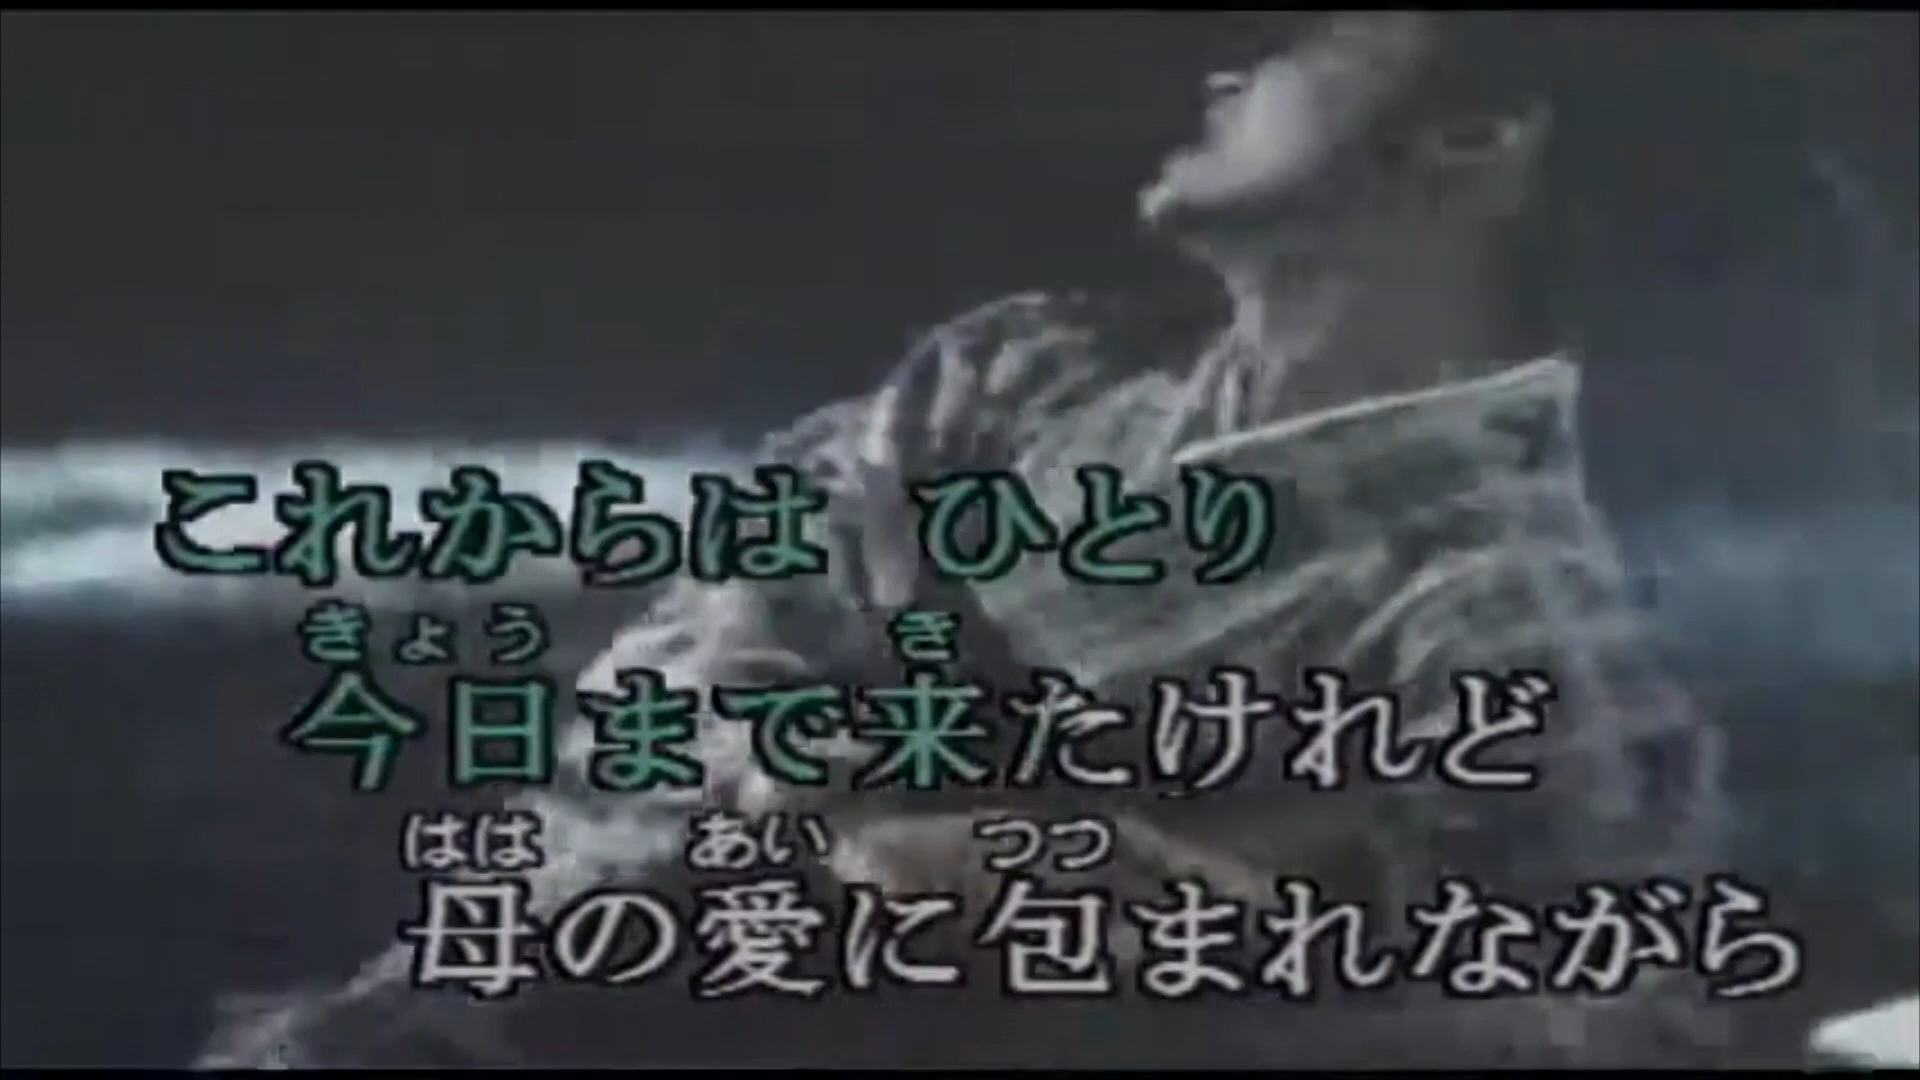 これからは ひとり
きょう き
今日まで来たけれど
はは あい つつ
母の愛に包まれながら